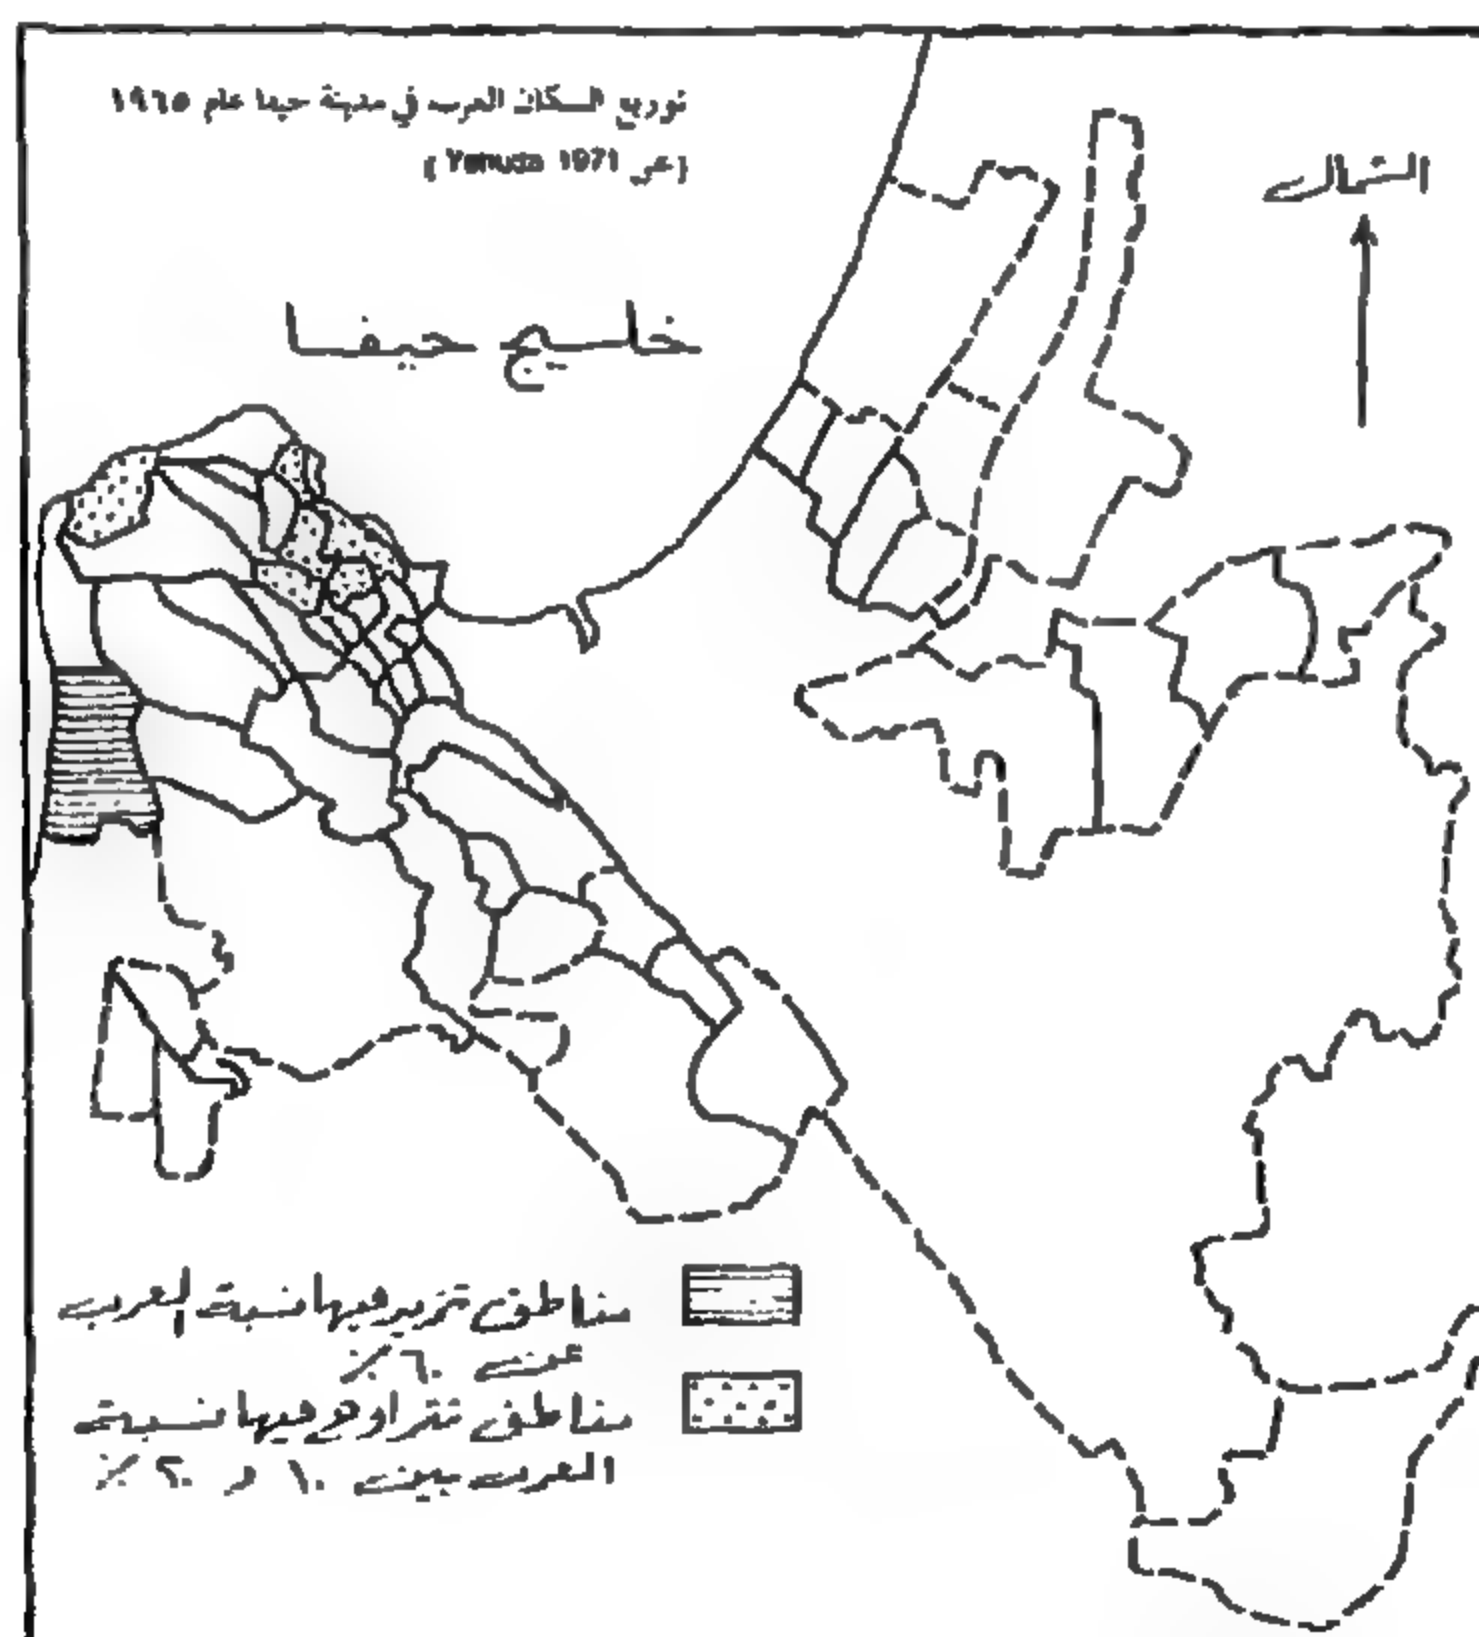 توزيع السكان العرب في مدينة حيفا عام ١٩٦٥
(عن Yehuda 1971)
الشمال
خليج حيفا
مناطق تزيد فيها نسبة العرب
عن ٦٠ ٪
مناطق تتراوح فيها نسبة
العرب بين ١٠ و ٢٠ ٪